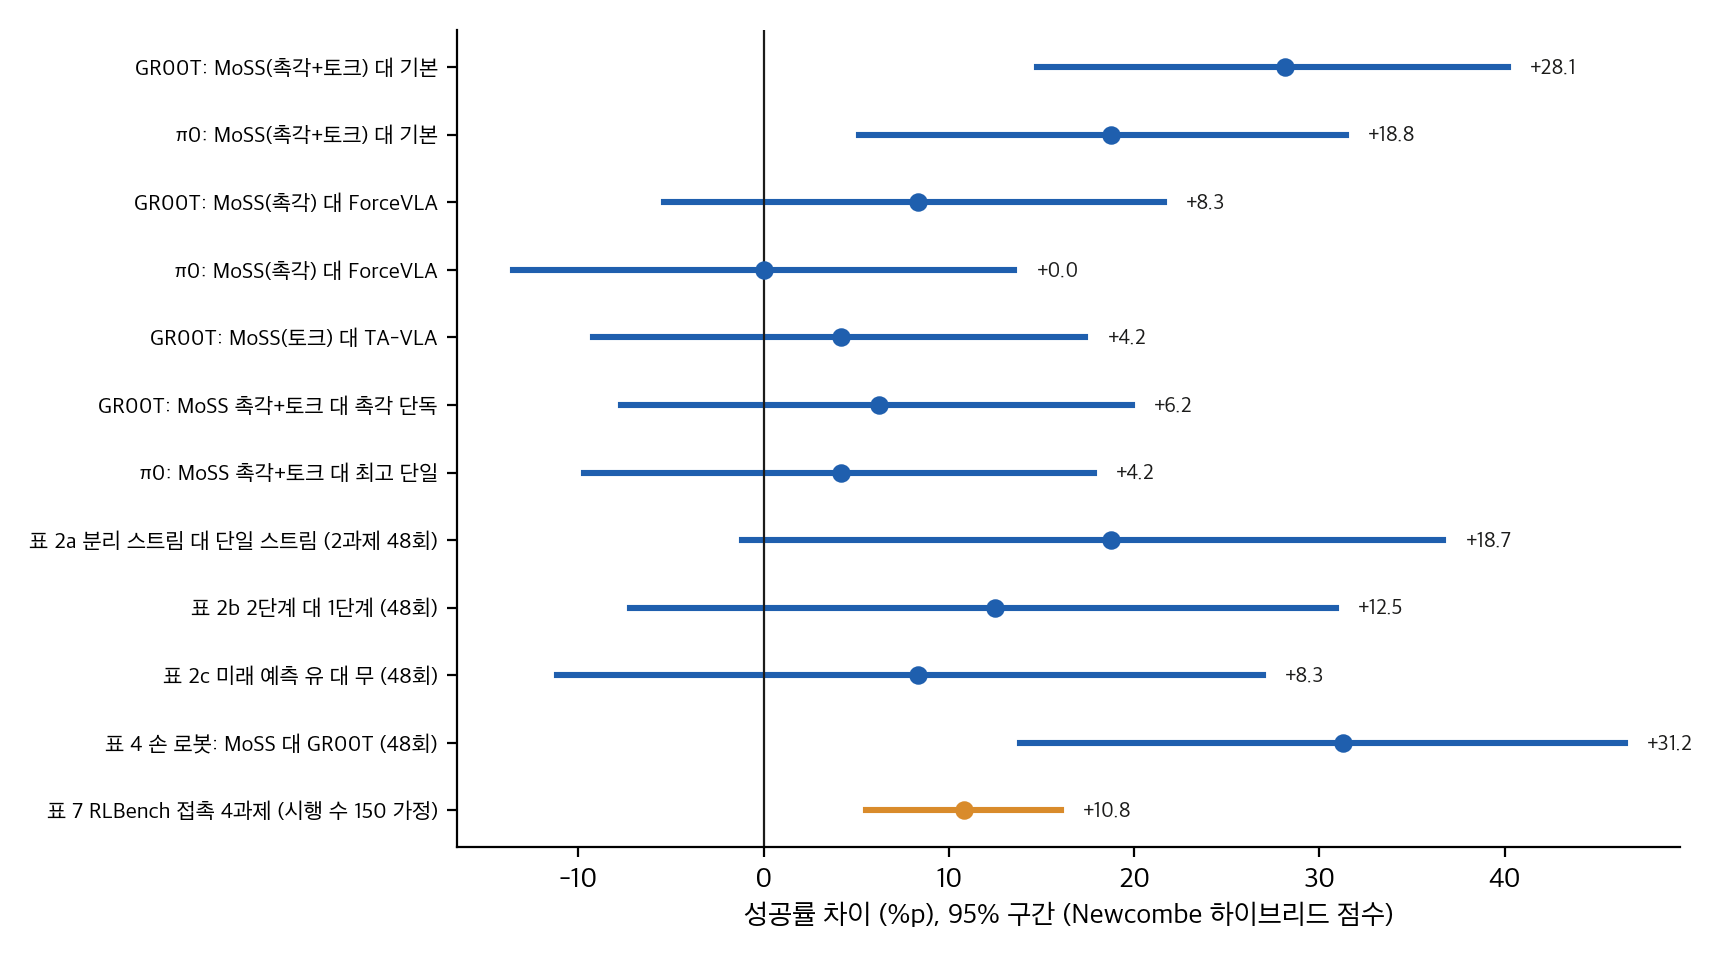 GR00T: MoSS(촉각+토크) 대 기본 +28.1
π0: MoSS(촉각+토크) 대 기본 +18.8
GR00T: MoSS(촉각) 대 ForceVLA +8.3
π0: MoSS(촉각) 대 ForceVLA +0.0
GR00T: MoSS(토크) 대 TA-VLA +4.2
GR00T: MoSS 촉각+토크 대 촉각 단독 +6.2
π0: MoSS 촉각+토크 대 최고 단일 +4.2
표 2a 분리 스트림 대 단일 스트림 (2과제 48회) +18.7
표 2b 2단계 대 1단계 (48회) +12.5
표 2c 미래 예측 유 대 무 (48회) +8.3
표 4 손 로봇: MoSS 대 GR00T (48회) +31.2
표 7 RLBench 접촉 4과제 (시행 수 150 가정) +10.8
-10 0 10 20 30 40
성공률 차이 (%p), 95% 구간 (Newcombe 하이브리드 점수)